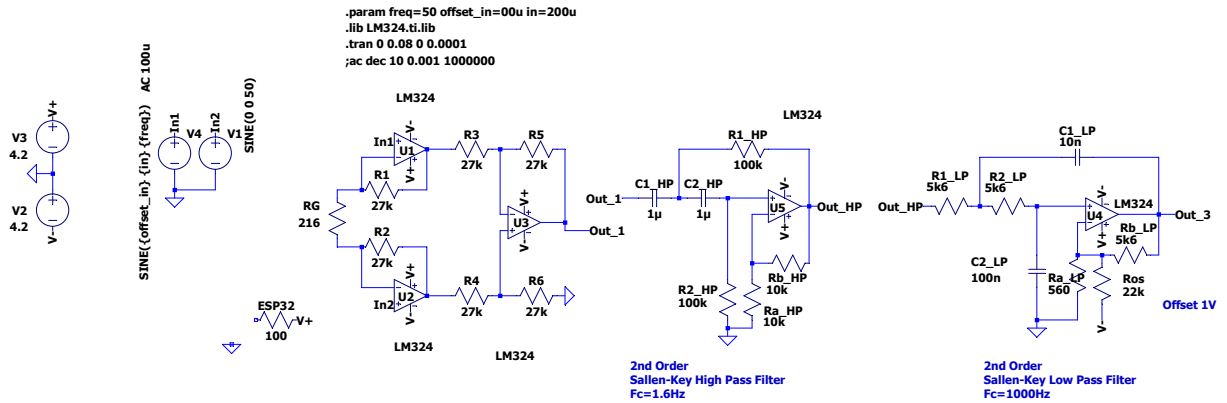 .param freq=50 offset_in=00u in=200u
.lib LM324.ti.lib
.tran 0 0.08 0 0.0001
;ac dec 10 0.001 1000000
V+
V3
4.2
V2
4.2
V-
SINE({offset_in} {in} {freq}) AC 100u
In1
V4
In2
V1
SINE(0 0 50)
ESP32
V+
100
LM324
In1
V-
U1
V+
R1
27k
RG
216
R2
27k
V+
U2
In2
V-
LM324
R3
27k
R5
27k
V+
U3
V-
Out_1
R4
27k
R6
27k
LM324
LM324
R1_HP
100k
Out_1
C1_HP
1µ
C2_HP
1µ
V-
U5
V+
Out_HP
Rb_HP
10k
R2_HP
100k
Ra_HP
10k
2nd Order
Sallen-Key High Pass Filter
Fc=1.6Hz
C1_LP
10n
Out_HP
R1_LP
5k6
R2_LP
5k6
V-
LM324
U4
V+
Out_3
Rb_LP
5k6
C2_LP
100n
Ra_LP
560
Ros
22k
V-
Offset 1V
2nd Order
Sallen-Key Low Pass Filter
Fc=1000Hz